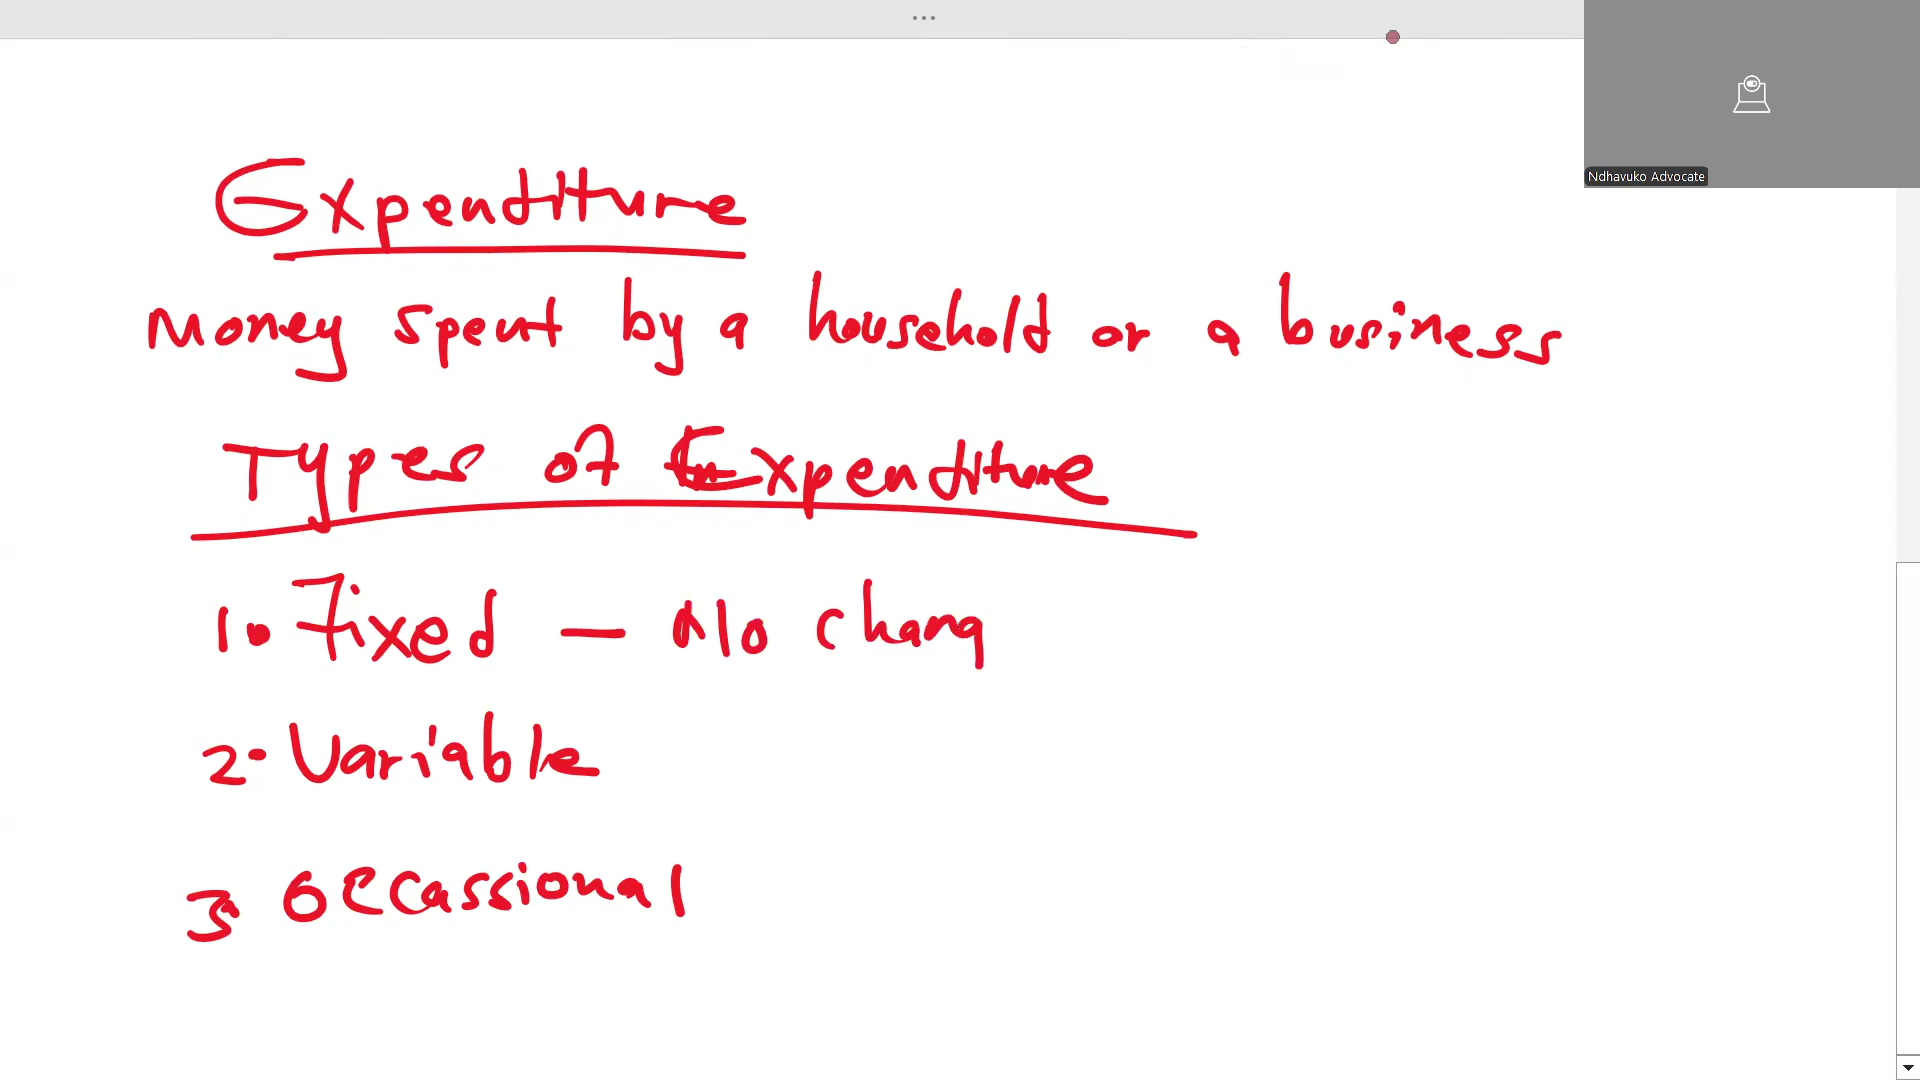 Ndhavuko Advocate
Expenditure
Money spent by a household or a business
Types of Expenditure
1. Fixed — No chang
2. Variable
3. Occassional